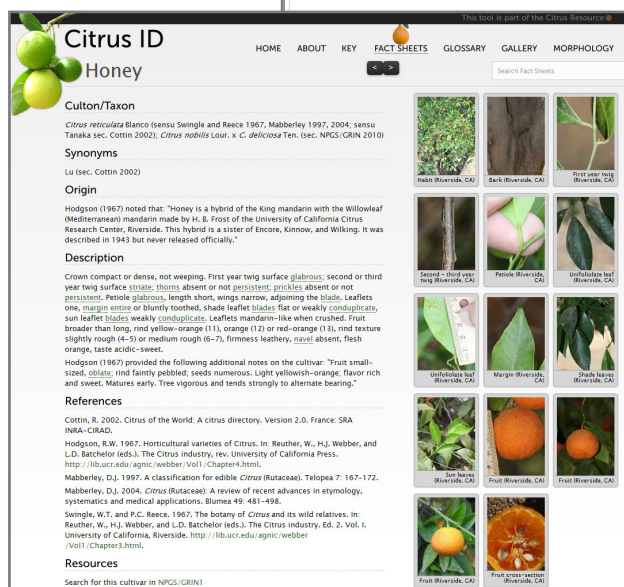 This tool is part of the Citrus Resource
Citrus ID
HOME ABOUT KEY FACT SHEETS GLOSSARY GALLERY MORPHOLOGY
Honey
< >
Search Fact Sheets
Culton/Taxon
Citrus reticulata Blanco (sensu Swingle and Reece 1967, Mabberley 1997, 2004; sensu
Tanaka sec. Cottin 2002); Citrus nobilis Lour. x C. deliciosa Ten. (sec. NPGS/GRIN 2010)
Synonyms
Lu (sec. Cottin 2002)
Origin
Hodgson (1967) noted that: "Honey is a hybrid of the King mandarin with the Willowleaf
(Mediterranean) mandarin made by H. B. Frost of the University of California Citrus
Research Center, Riverside. This hybrid is a sister of Encore, Kinnow, and Wilking. It was
described in 1943 but never released officially."
Description
Crown compact or dense, not weeping. First year twig surface glabrous; second or third
year twig surface striate; thorns absent or not persistent; prickles absent or not
persistent. Petiole glabrous, length short, wings narrow, adjoining the blade. Leaflets
one, margin entire or bluntly toothed, shade leaflet blades flat or weakly conduplicate,
sun leaflet blades weakly conduplicate. Leaflets mandarin-like when crushed. Fruit
broader than long, rind yellow-orange (11), orange (12) or red-orange (13), rind texture
slightly rough (4-5) or medium rough (6-7), firmness leathery, navel absent, flesh
orange, taste acidic-sweet.
Hodgson (1967) provided the following additional notes on the cultivar: "Fruit small-
sized, oblate; rind faintly pebbled; seeds numerous. Light yellowish-orange; flavor rich
and sweet. Matures early. Tree vigorous and tends strongly to alternate bearing."
References
Cottin, R. 2002. Citrus of the World: A citrus directory. Version 2.0. France: SRA
INRA-CIRAD.
Hodgson, R.W. 1967. Horticultural varieties of Citrus. In: Reuther, W., H.J. Webber, and
L.D. Batchelor (eds.). The Citrus industry, rev. University of California Press.
http://lib.ucr.edu/agnic/webber/Vol1/Chapter4.html.
Mabberley, D.J. 1997. A classification for edible Citrus (Rutaceae). Telopea 7: 167-172.
Mabberley, D.J. 2004. Citrus (Rutaceae): A review of recent advances in etymology,
systematics and medical applications. Blumea 49: 481-498.
Swingle, W.T. and P.C. Reece. 1967. The botany of Citrus and its wild relatives. In:
Reuther, W., H.J. Webber, and L.D. Batchelor (eds.). The Citrus industry. Ed. 2. Vol. I.
University of California, Riverside. http://lib.ucr.edu/agnic/webber
/Vol1/Chapter3.html.
Resources
Search for this cultivar in NPGS/GRIN1
Habit (Riverside, CA)
Bark (Riverside, CA)
First year twig
(Riverside, CA)
Second - third year
twig (Riverside, CA)
Petiole (Riverside,
CA)
Unifoliolate leaf
(Riverside, CA)
Unifoliolate leaf
(Riverside, CA)
Margin (Riverside,
CA)
Shade leaves
(Riverside, CA)
Sun leaves
(Riverside, CA)
Fruit (Riverside, CA)
Fruit (Riverside, CA)
Fruit (Riverside, CA)
Fruit cross-section
(Riverside, CA)